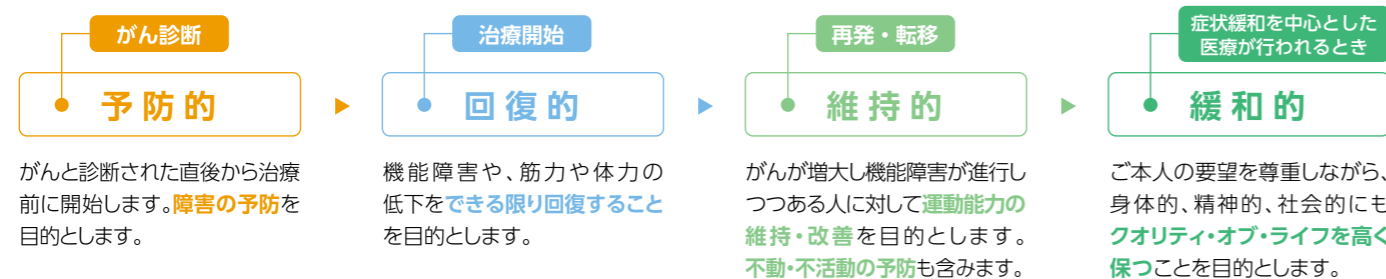 がん診断
予防的
がんと診断された直後から治療
前に開始します。障害の予防を
目的とします。
治療開始
回復的
機能障害や、筋力や体力の
低下をできる限り回復すること
を目的とします。
再発・転移
維持的
がんが増大し機能障害が進行し
つつある人に対して運動能力の
維持・改善を目的とします。
不動・不活動の予防も含みます。
症状緩和を中心とした
医療が行われるとき
緩和的
ご本人の要望を尊重しながら、
身体的、精神的、社会的にも
クオリティ・オブ・ライフを高く
保つことを目的とします。